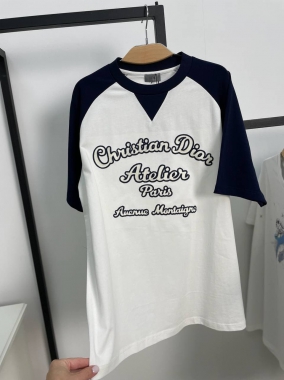 Christian Dior
Atelier
Paris
Avenue Montaigne